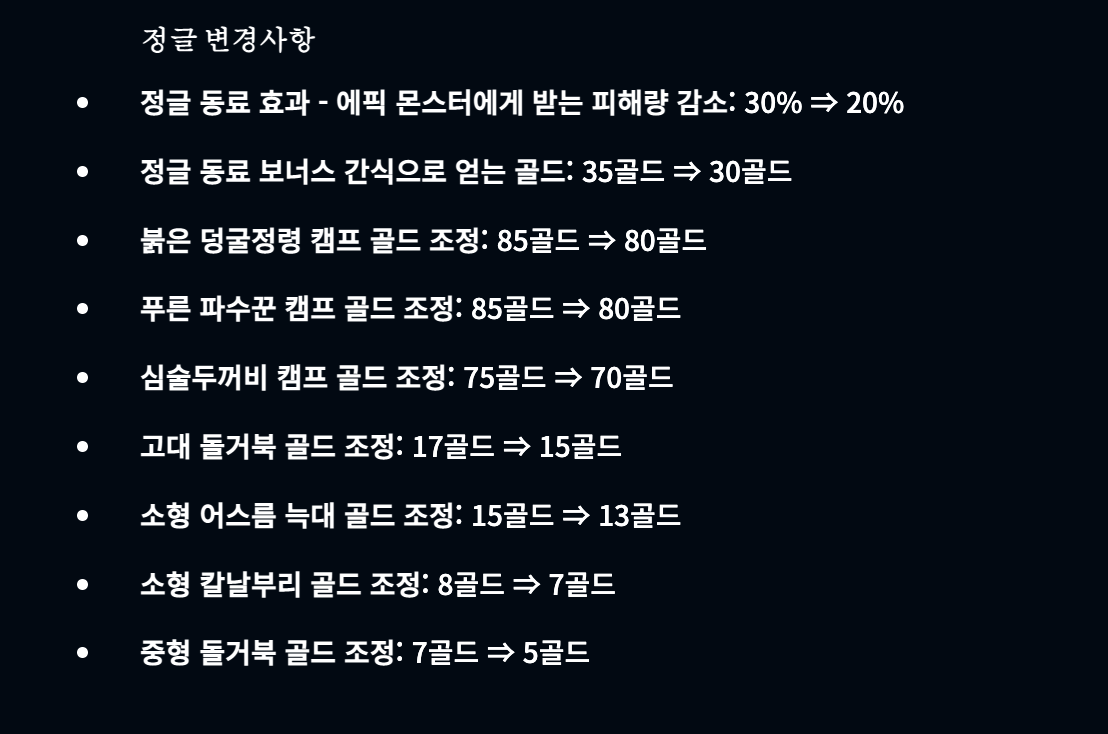 정글 변경사항
• 정글 동료 효과 - 에픽 몬스터에게 받는 피해량 감소: 30% ⇒ 20%
• 정글 동료 보너스 간식으로 얻는 골드: 35골드 ⇒ 30골드
• 붉은 덩굴정령 캠프 골드 조정: 85골드 ⇒ 80골드
• 푸른 파수꾼 캠프 골드 조정: 85골드 ⇒ 80골드
• 심술두꺼비 캠프 골드 조정: 75골드 ⇒ 70골드
• 고대 돌거북 골드 조정: 17골드 ⇒ 15골드
• 소형 어스름 늑대 골드 조정: 15골드 ⇒ 13골드
• 소형 칼날부리 골드 조정: 8골드 ⇒ 7골드
• 중형 돌거북 골드 조정: 7골드 ⇒ 5골드